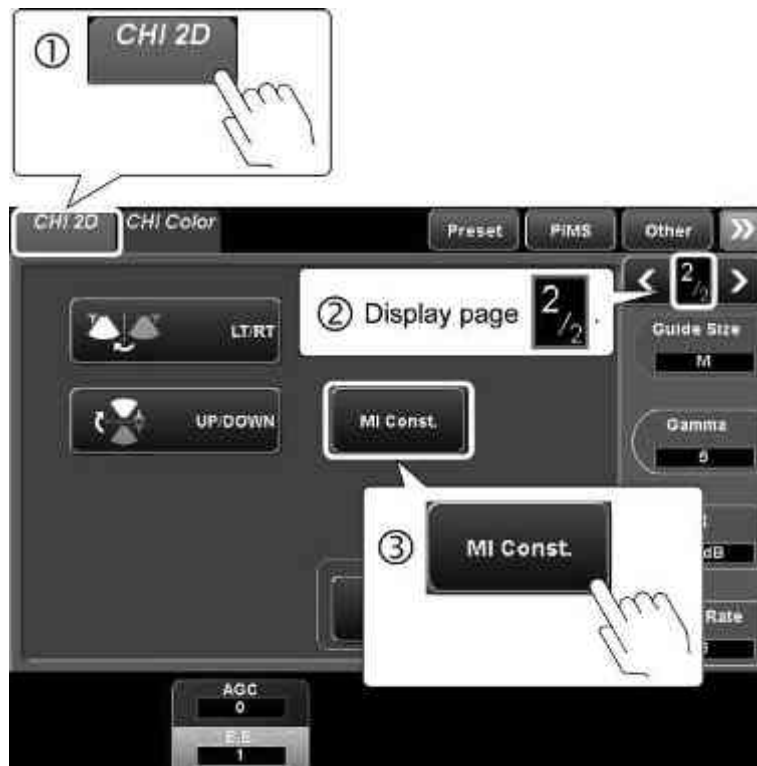 ① CHI 2D
CHI 2D CHI Color Preset PiMS Other
② Display page 2/2 .
2/2
LT/RT
Guide Size
M
UP/DOWN
MI Const.
Gamma
③ MI Const.
dB
Rate
AGC
0
E.E
1